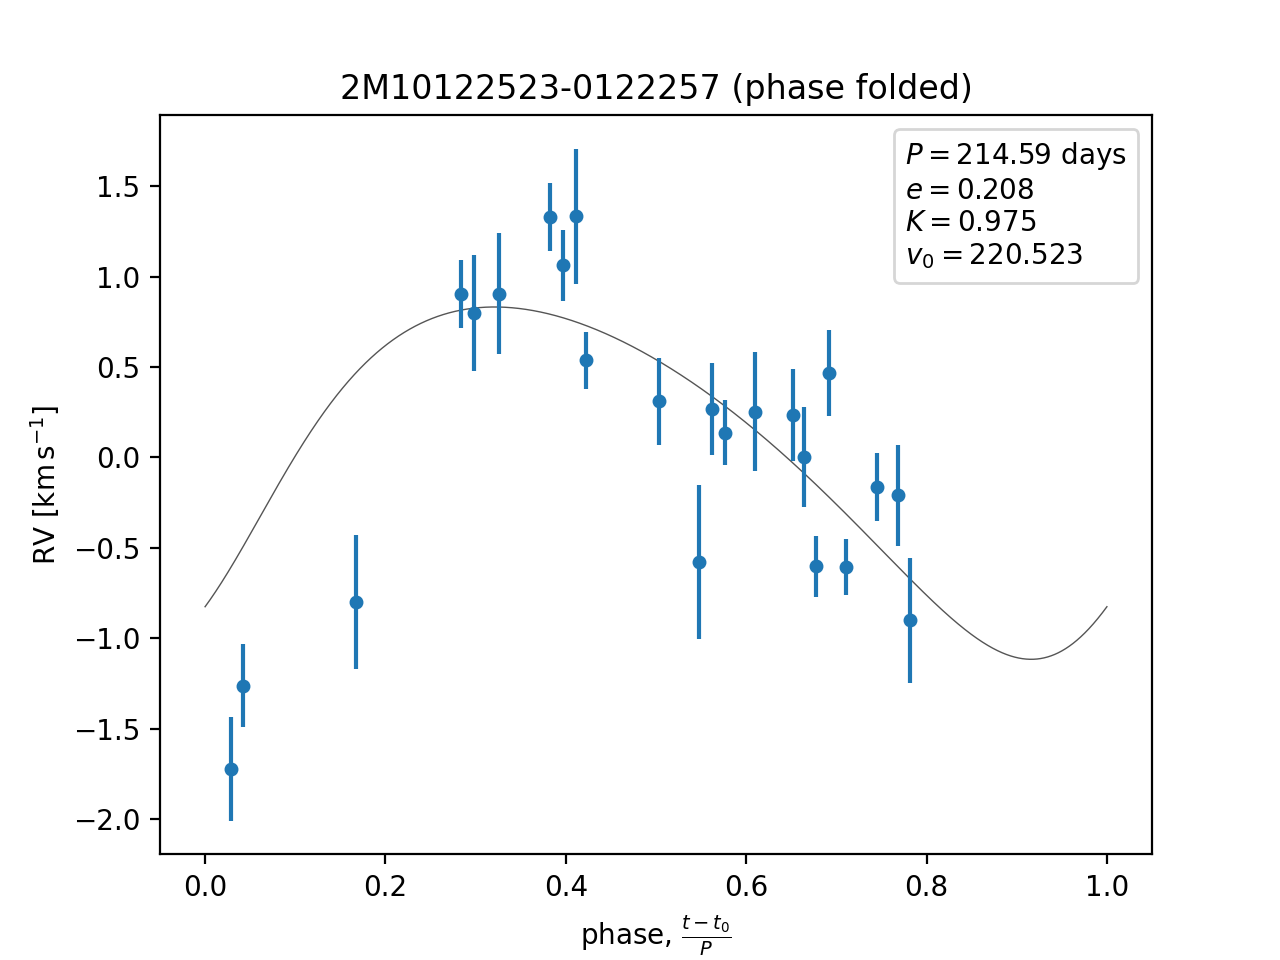 2M10122523-0122257 (phase folded)
P = 214.59 days
e = 0.208
K = 0.975
v₀ = 220.523
RV [km s⁻¹]
1.5
1.0
0.5
0.0
−0.5
−1.0
−1.5
−2.0
0.0 0.2 0.4 0.6 0.8 1.0
phase, (t − t₀)/P